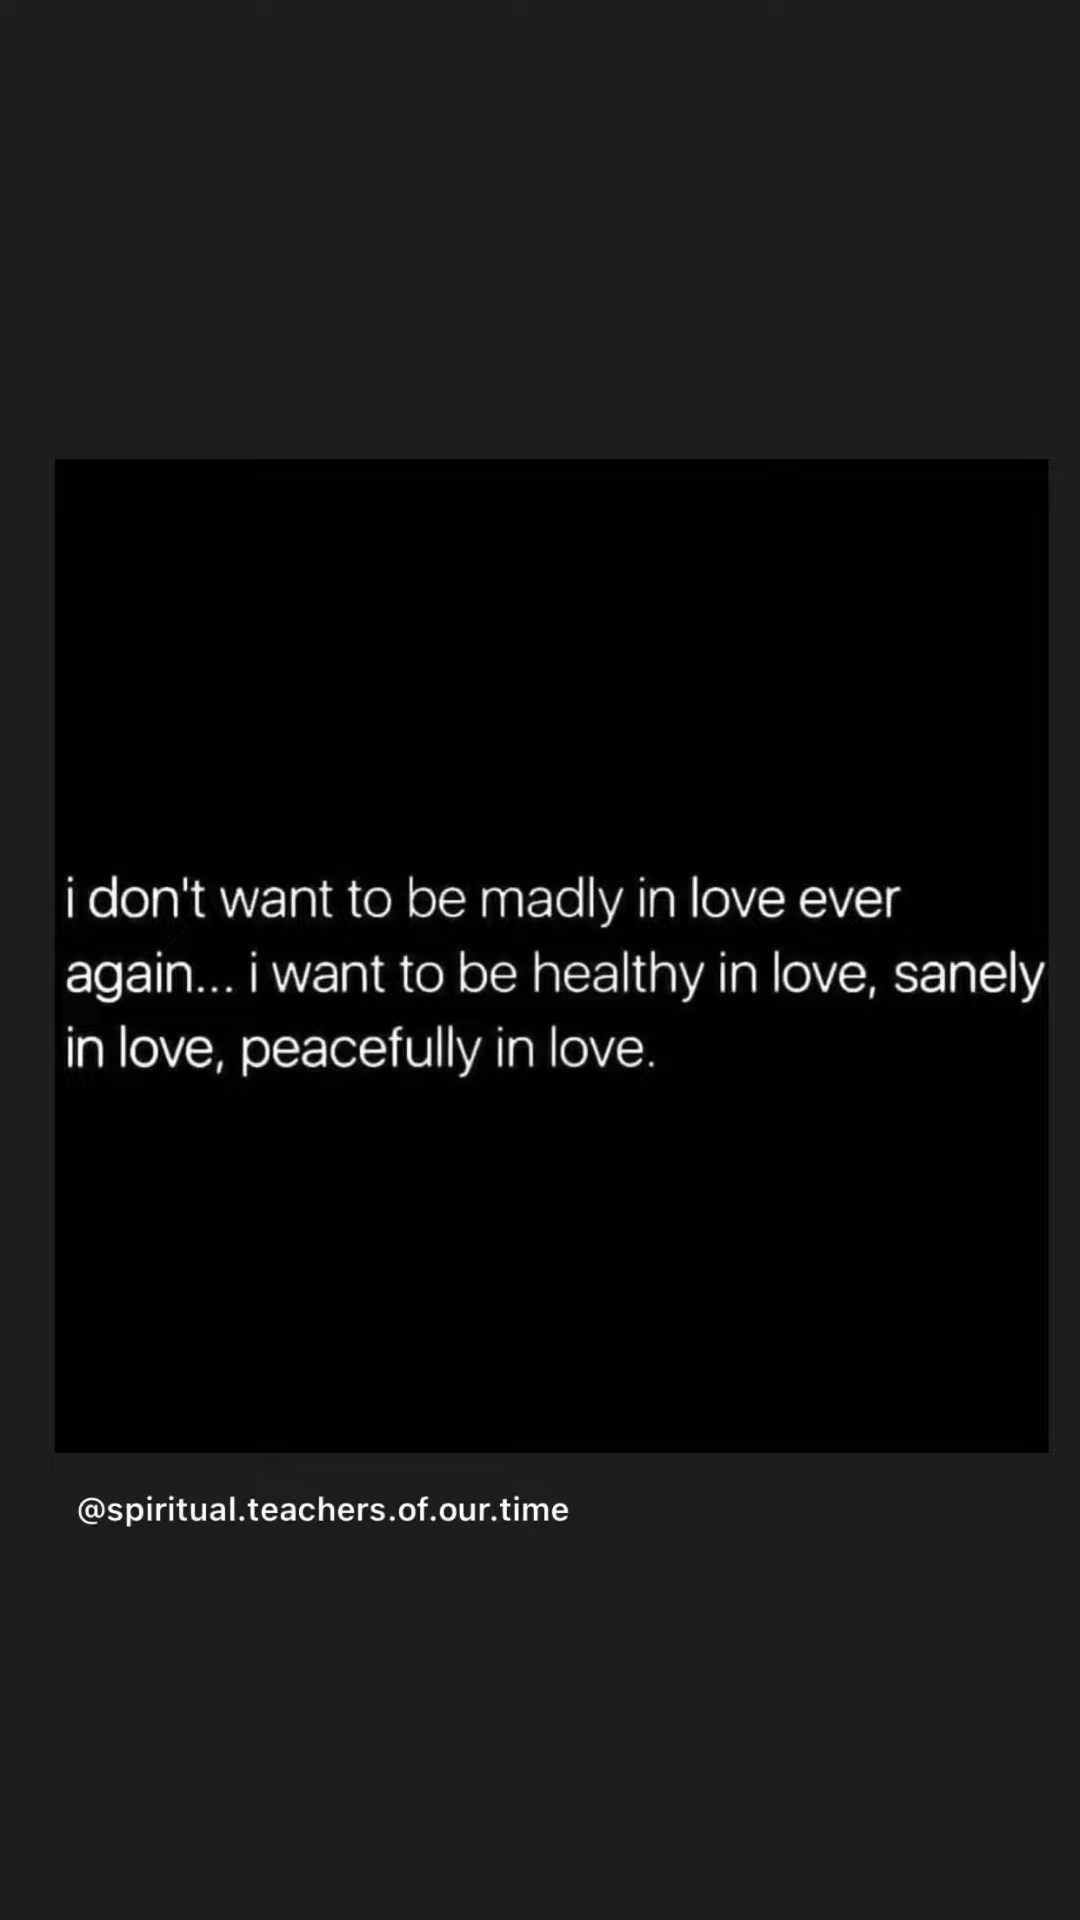 i don't want to be madly in love ever
again... i want to be healthy in love, sanely
in love, peacefully in love.
@spiritual.teachers.of.our.time